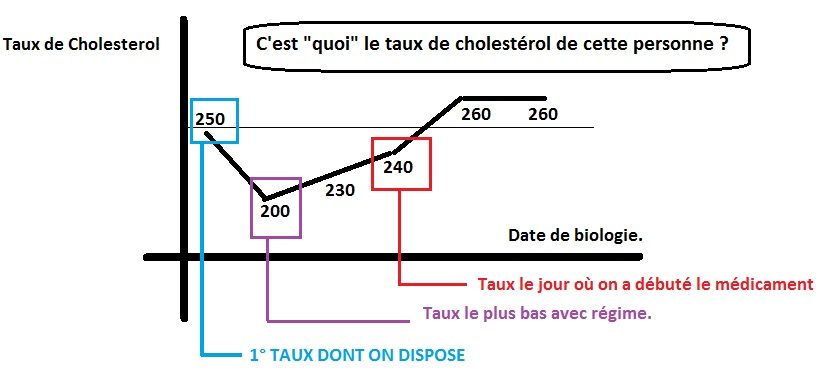 C'est "quoi" le taux de cholestérol de cette personne ?
Taux de Cholesterol
250
260 260
240
230
200
Date de biologie.
Taux le jour où on a débuté le médicament
Taux le plus bas avec régime.
1° TAUX DONT ON DISPOSE